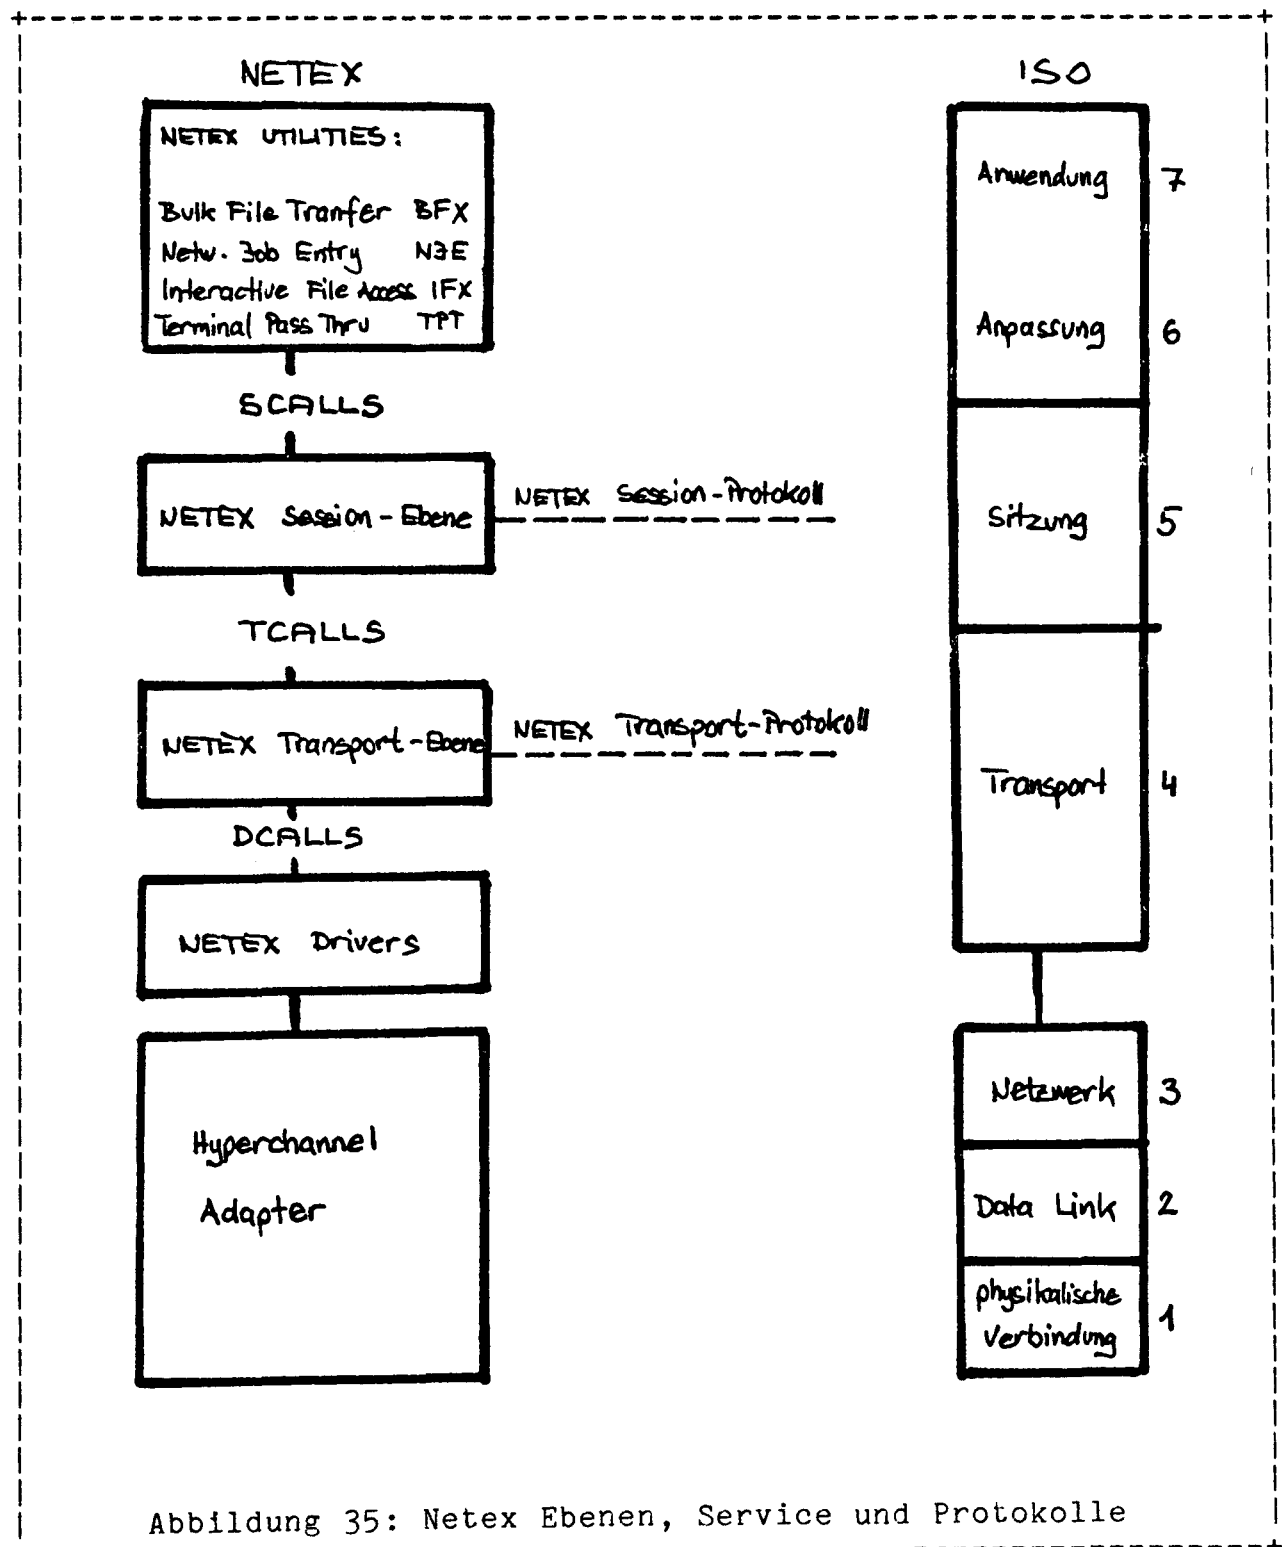 NETEX
NETEX UTILITIES:
Bulk File Tranfer BFX
Netw. Job Entry NJE
Interactive File Access IFX
Terminal Pass Thru TPT
SCALLS
NETEX Session-Ebene
NETEX Session-Protokoll
TCALLS
NETEX Transport-Ebene
NETEX Transport-Protokoll
DCALLS
NETEX Drivers
Hyperchannel
Adapter
ISO
Anwendung 7
Anpassung 6
Sitzung 5
Transport 4
Netzwerk 3
Data Link 2
physikalische
Verbindung 1
Abbildung 35: Netex Ebenen, Service und Protokolle